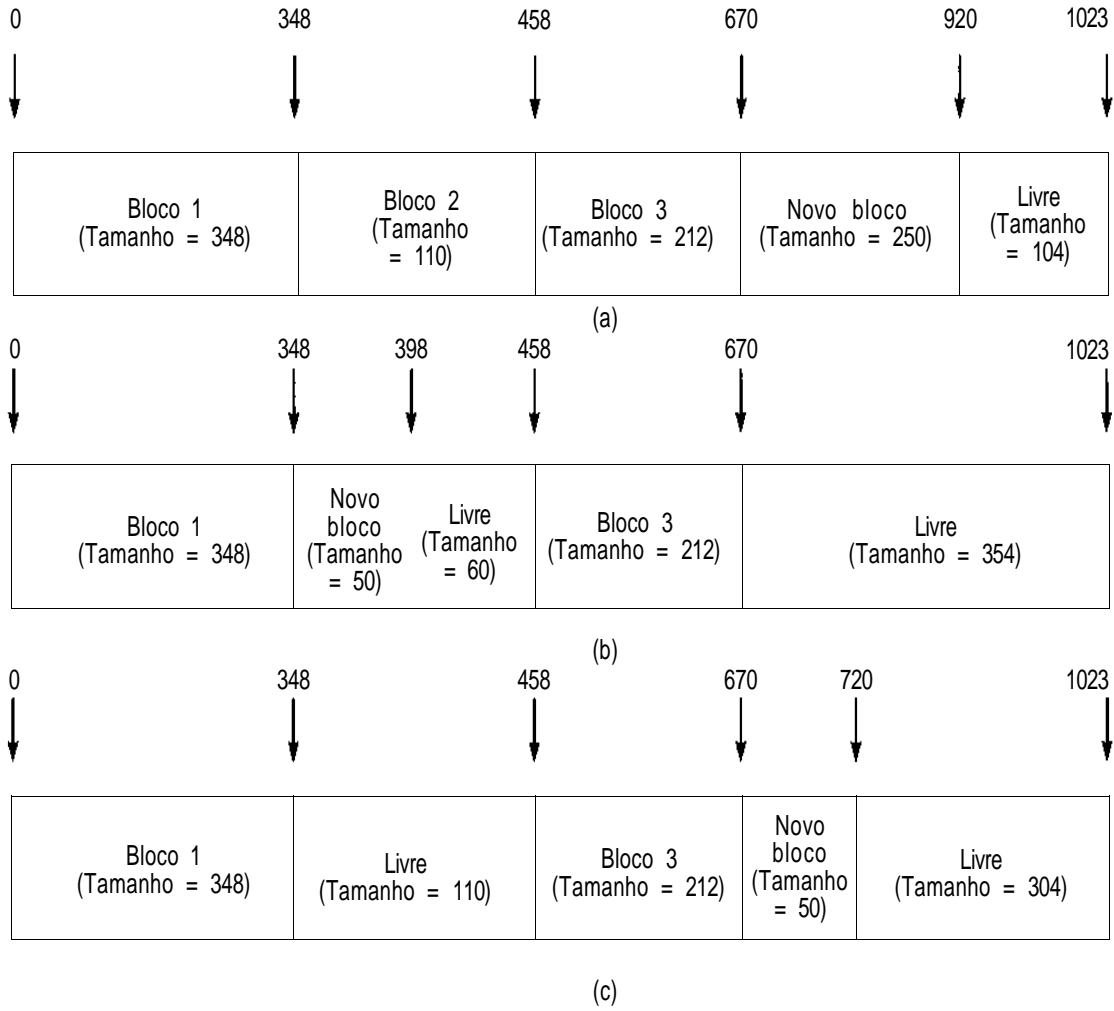 0 348 458 670 920 1023
Bloco 1
(Tamanho = 348)
Bloco 2
(Tamanho
= 110)
Bloco 3
(Tamanho = 212)
Novo bloco
(Tamanho = 250)
Livre
(Tamanho
= 104)
(a)
0 348 398 458 670 1023
Bloco 1
(Tamanho = 348)
Novo
bloco
(Tamanho
= 50)
Livre
(Tamanho
= 60)
Bloco 3
(Tamanho = 212)
Livre
(Tamanho = 354)
(b)
0 348 458 670 720 1023
Bloco 1
(Tamanho = 348)
Livre
(Tamanho = 110)
Bloco 3
(Tamanho = 212)
Novo
bloco
(Tamanho
= 50)
Livre
(Tamanho = 304)
(c)